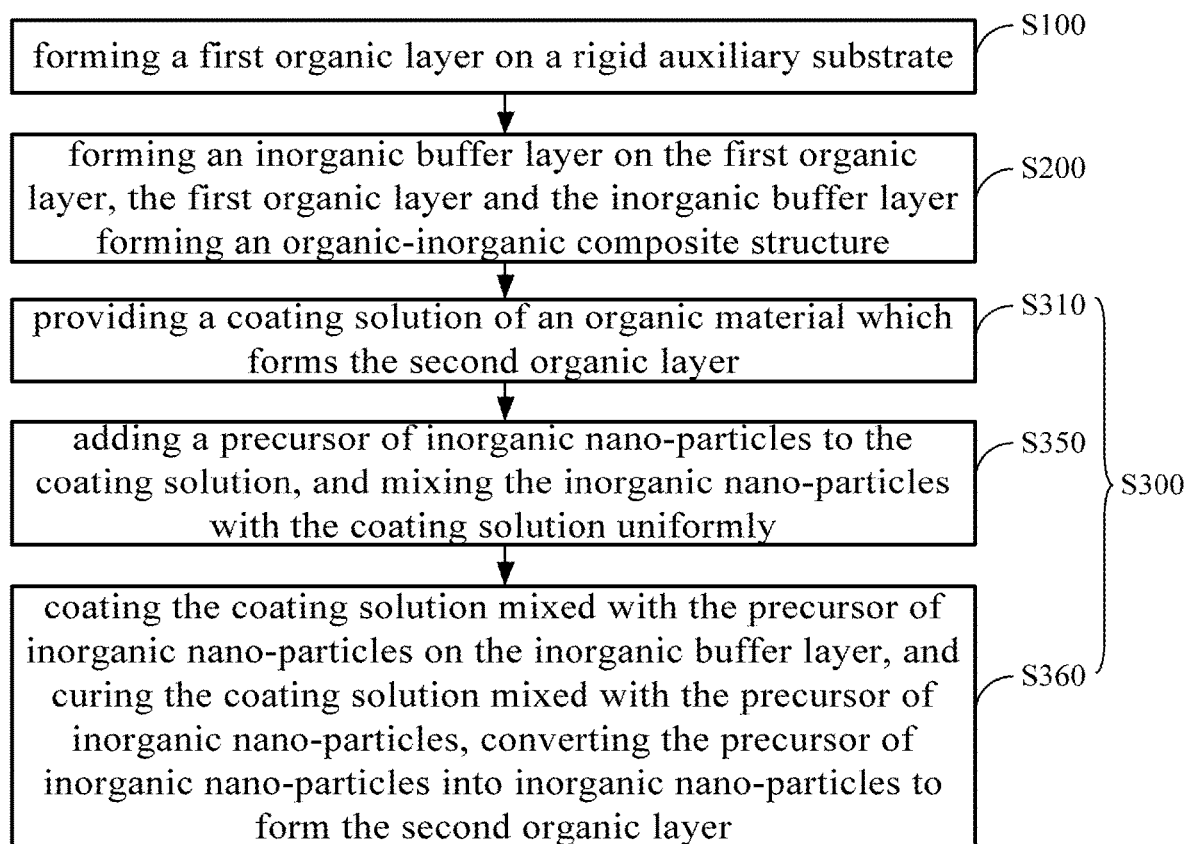 forming a first organic layer on a rigid auxiliary substrate
S100
forming an inorganic buffer layer on the first organic
layer, the first organic layer and the inorganic buffer layer
forming an organic-inorganic composite structure
S200
providing a coating solution of an organic material which
forms the second organic layer
S310
adding a precursor of inorganic nano-particles to the
coating solution, and mixing the inorganic nano-particles
with the coating solution uniformly
S350
S300
coating the coating solution mixed with the precursor of
inorganic nano-particles on the inorganic buffer layer, and
curing the coating solution mixed with the precursor of
inorganic nano-particles, converting the precursor of
inorganic nano-particles into inorganic nano-particles to
form the second organic layer
S360